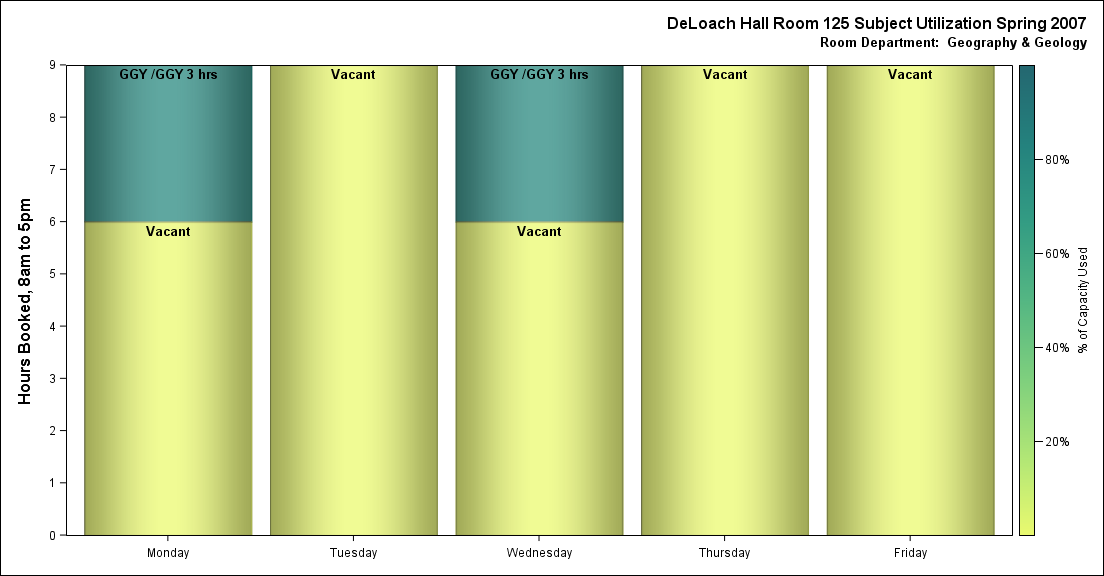 DeLoach Hall Room 125 Subject Utilization Spring 2007
Room Department:  Geography & Geology
Hours Booked, 8am to 5pm
9
8
7
6
5
4
3
2
1
0
GGY /GGY 3 hrs
Vacant
Vacant
GGY /GGY 3 hrs
Vacant
Vacant
Vacant
Monday
Tuesday
Wednesday
Thursday
Friday
80%
60%
40%
20%
% of Capacity Used